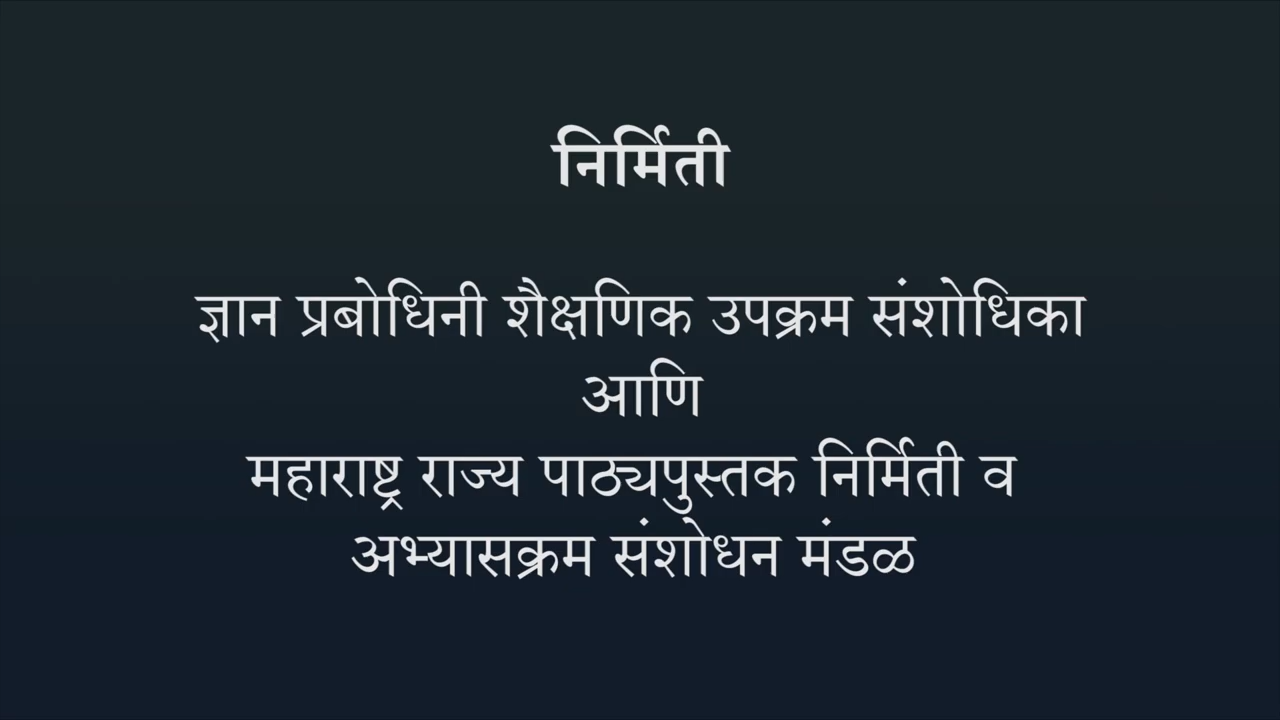 निर्मिती
ज्ञान प्रबोधिनी शैक्षणिक उपक्रम संशोधिका
आणि
महाराष्ट्र राज्य पाठ्यपुस्तक निर्मिती व
अभ्यासक्रम संशोधन मंडळ